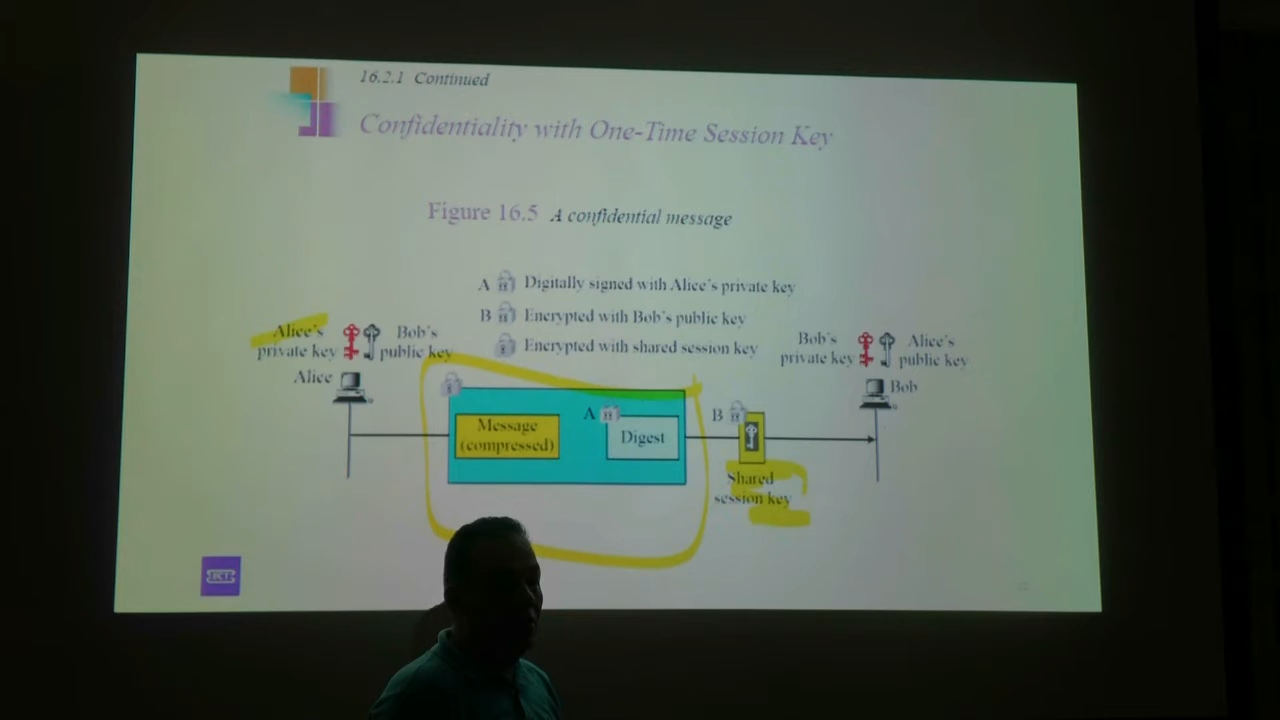 16.2.1 Continued
Confidentiality with One-Time Session Key
Figure 16.5 A confidential message
A Digitally signed with Alice's private key
B Encrypted with Bob's public key
Encrypted with shared session key
Alice's
private key
Bob's
public key
Bob's
private key
Alice's
public key
Alice
Bob
Message
(compressed)
A
Digest
B
Shared
session key